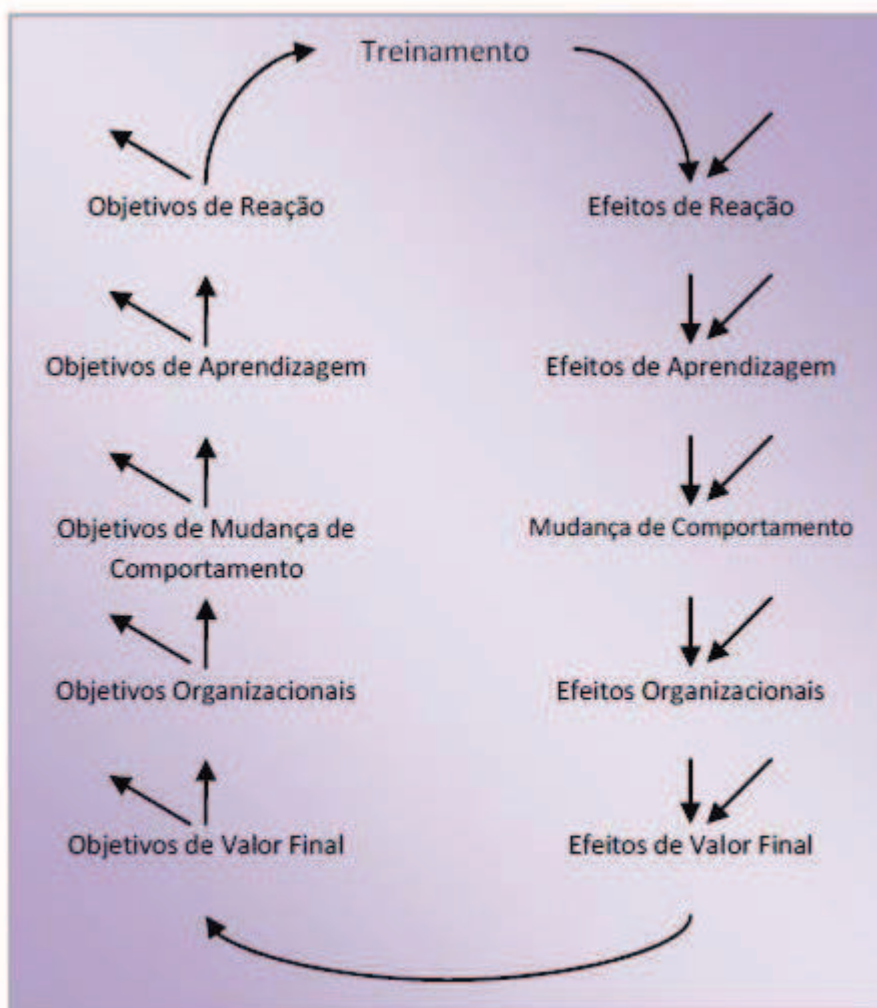 Treinamento
Objetivos de Reação
Efeitos de Reação
Objetivos de Aprendizagem
Efeitos de Aprendizagem
Objetivos de Mudança de
Comportamento
Mudança de Comportamento
Objetivos Organizacionais
Efeitos Organizacionais
Objetivos de Valor Final
Efeitos de Valor Final